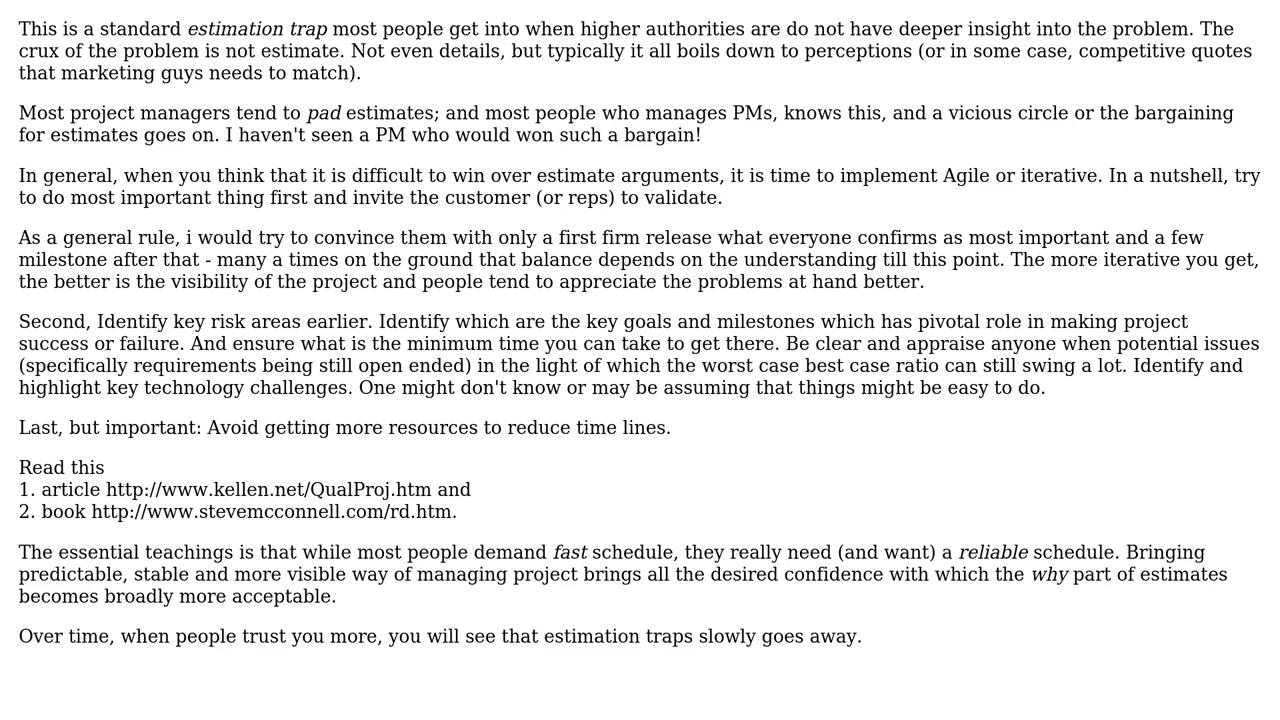 This is a standard estimation trap most people get into when higher authorities are do not have deeper insight into the problem. The
crux of the problem is not estimate. Not even details, but typically it all boils down to perceptions (or in some case, competitive quotes
that marketing guys needs to match).
Most project managers tend to pad estimates; and most people who manages PMs, knows this, and a vicious circle or the bargaining
for estimates goes on. I haven't seen a PM who would won such a bargain!
In general, when you think that it is difficult to win over estimate arguments, it is time to implement Agile or iterative. In a nutshell, try
to do most important thing first and invite the customer (or reps) to validate.
As a general rule, i would try to convince them with only a first firm release what everyone confirms as most important and a few
milestone after that - many a times on the ground that balance depends on the understanding till this point. The more iterative you get,
the better is the visibility of the project and people tend to appreciate the problems at hand better.
Second, Identify key risk areas earlier. Identify which are the key goals and milestones which has pivotal role in making project
success or failure. And ensure what is the minimum time you can take to get there. Be clear and appraise anyone when potential issues
(specifically requirements being still open ended) in the light of which the worst case best case ratio can still swing a lot. Identify and
highlight key technology challenges. One might don't know or may be assuming that things might be easy to do.
Last, but important: Avoid getting more resources to reduce time lines.
Read this
1. article http://www.kellen.net/QualProj.htm and
2. book http://www.stevemcconnell.com/rd.htm.
The essential teachings is that while most people demand fast schedule, they really need (and want) a reliable schedule. Bringing
predictable, stable and more visible way of managing project brings all the desired confidence with which the why part of estimates
becomes broadly more acceptable.
Over time, when people trust you more, you will see that estimation traps slowly goes away.